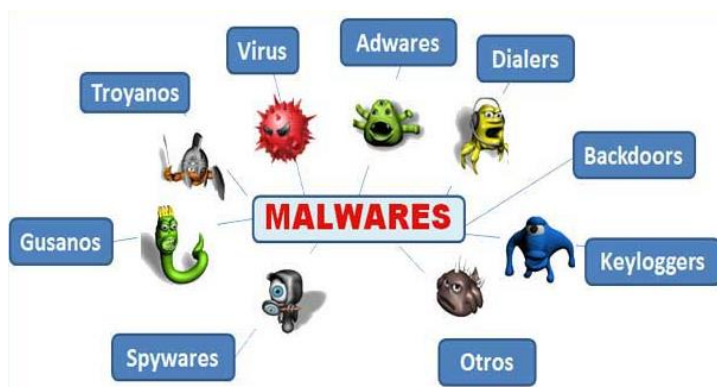 Virus
Adwares
Dialers
Troyanos
Backdoors
MALWARES
Gusanos
Keyloggers
Spywares
Otros